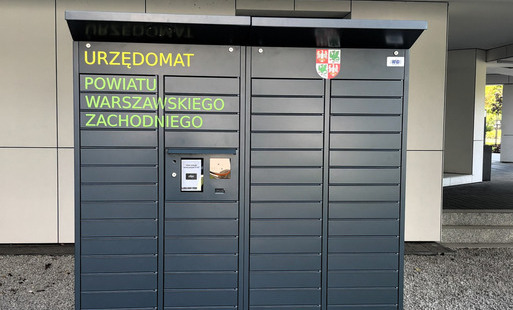 URZĘDOMAT
POWIATU
WARSZAWSKIEGO
ZACHODNIEGO